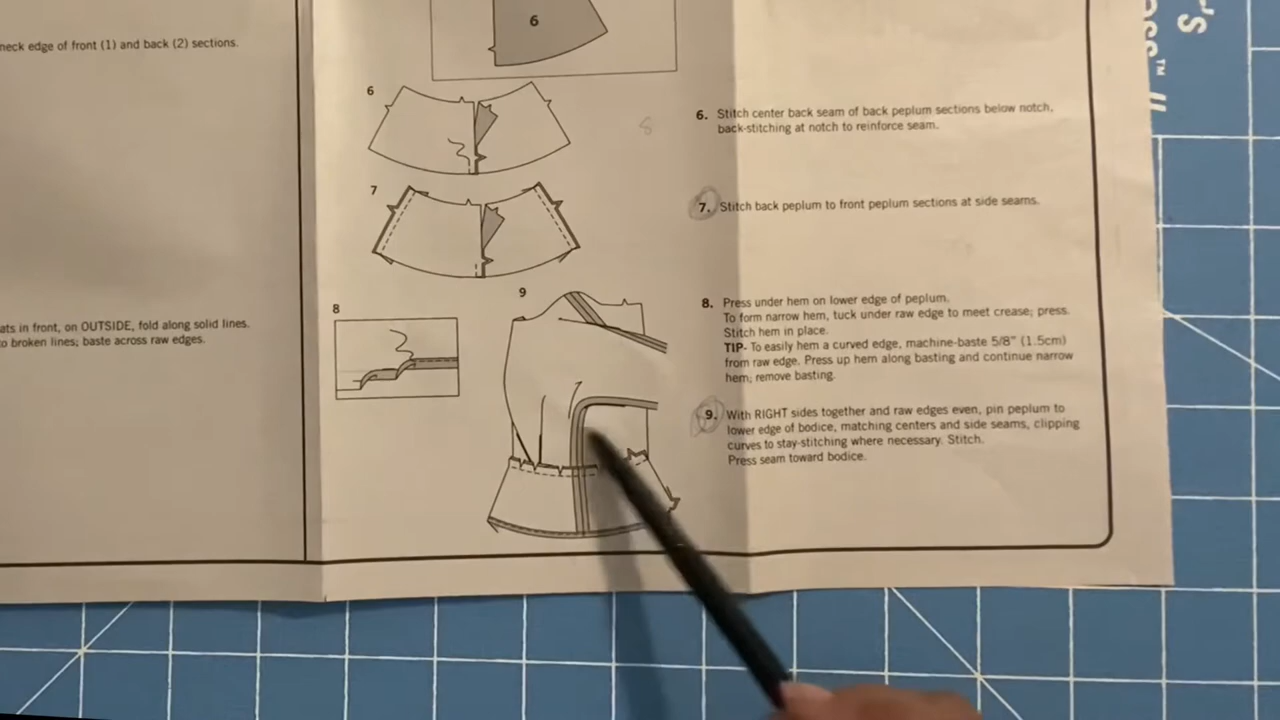 neck edge of front (1) and back (2) sections.
ats in front, on OUTSIDE, fold along solid lines.
o broken lines; baste across raw edges.
6
6
7
8
9
6. Stitch center back seam of back peplum sections below notch,
back-stitching at notch to reinforce seam.
7. Stitch back peplum to front peplum sections at side seams.
8. Press under hem on lower edge of peplum.
To form narrow hem, tuck under raw edge to meet crease; press.
Stitch hem in place.
TIP- To easily hem a curved edge, machine-baste 5/8" (1.5cm)
from raw edge. Press up hem along basting and continue narrow
hem; remove basting.
9. With RIGHT sides together and raw edges even, pin peplum to
lower edge of bodice, matching centers and side seams, clipping
curves to stay-stitching where necessary. Stitch.
Press seam toward bodice.